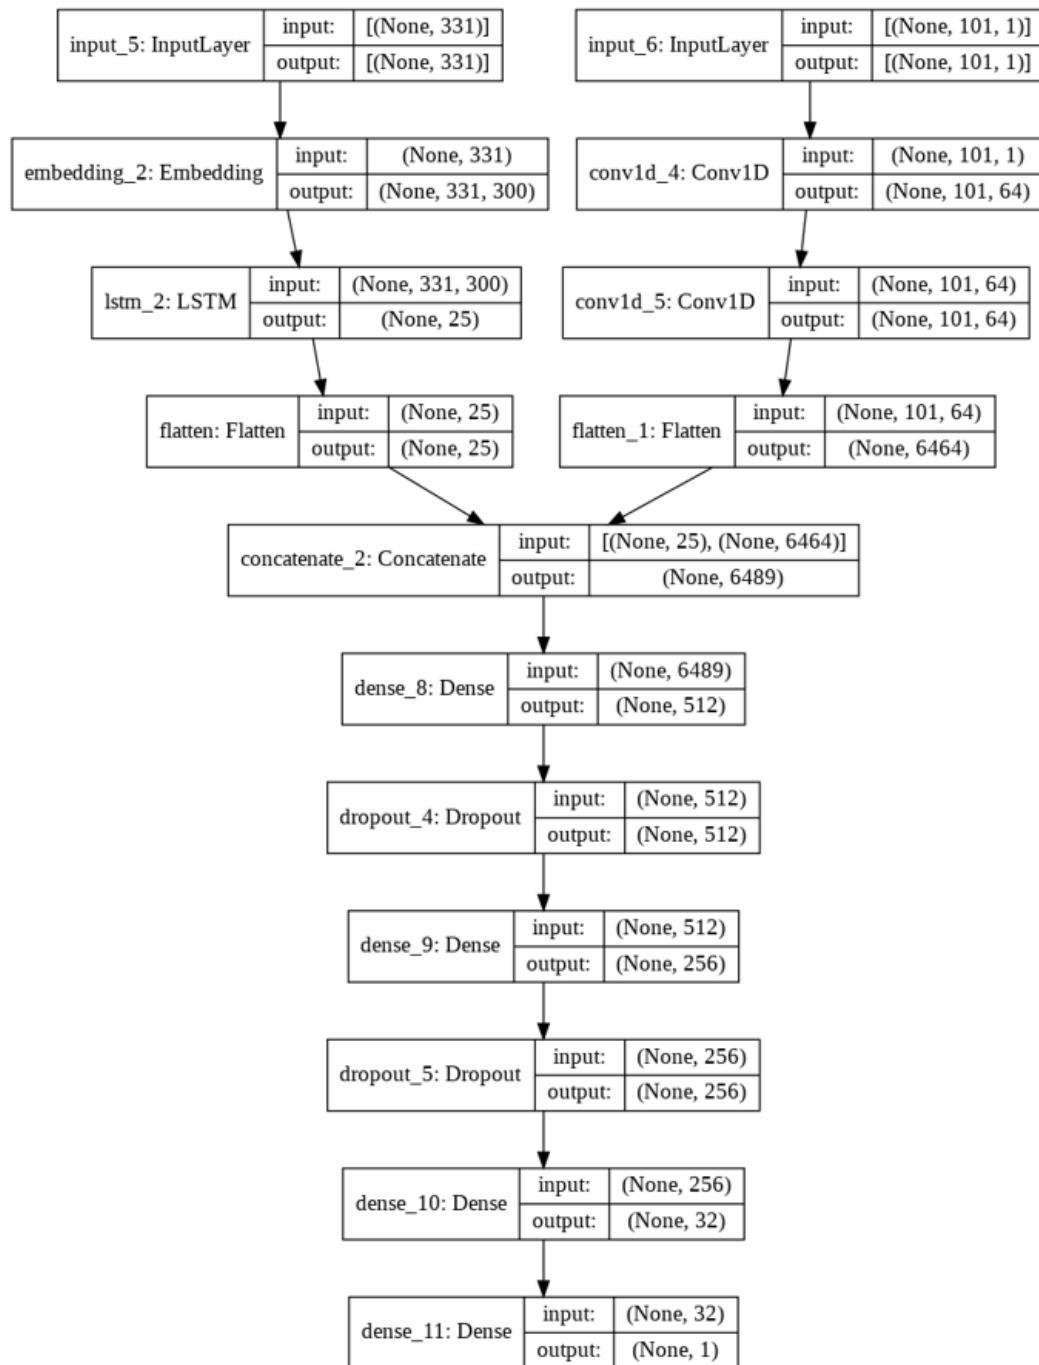 input_5: InputLayer input: [(None, 331)]
output: [(None, 331)]
input_6: InputLayer input: [(None, 101, 1)]
output: [(None, 101, 1)]
embedding_2: Embedding input: (None, 331)
output: (None, 331, 300)
conv1d_4: Conv1D input: (None, 101, 1)
output: (None, 101, 64)
lstm_2: LSTM input: (None, 331, 300)
output: (None, 25)
conv1d_5: Conv1D input: (None, 101, 64)
output: (None, 101, 64)
flatten: Flatten input: (None, 25)
output: (None, 25)
flatten_1: Flatten input: (None, 101, 64)
output: (None, 6464)
concatenate_2: Concatenate input: [(None, 25), (None, 6464)]
output: (None, 6489)
dense_8: Dense input: (None, 6489)
output: (None, 512)
dropout_4: Dropout input: (None, 512)
output: (None, 512)
dense_9: Dense input: (None, 512)
output: (None, 256)
dropout_5: Dropout input: (None, 256)
output: (None, 256)
dense_10: Dense input: (None, 256)
output: (None, 32)
dense_11: Dense input: (None, 32)
output: (None, 1)